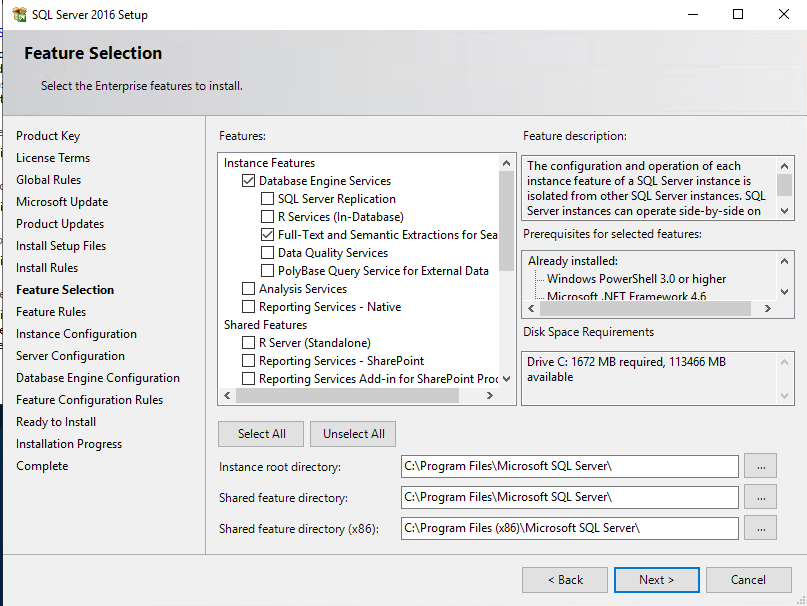 SQL Server 2016 Setup
Feature Selection
Select the Enterprise features to install.
Product Key
License Terms
Global Rules
Microsoft Update
Product Updates
Install Setup Files
Install Rules
Feature Selection
Feature Rules
Instance Configuration
Server Configuration
Database Engine Configuration
Feature Configuration Rules
Ready to Install
Installation Progress
Complete
Features:
Instance Features
Database Engine Services
SQL Server Replication
R Services (In-Database)
Full-Text and Semantic Extractions for Sea
Data Quality Services
PolyBase Query Service for External Data
Analysis Services
Reporting Services - Native
Shared Features
R Server (Standalone)
Reporting Services - SharePoint
Reporting Services Add-in for SharePoint Proc
Feature description:
The configuration and operation of each
instance feature of a SQL Server instance is
isolated from other SQL Server instances. SQL
Server instances can operate side-by-side on
Prerequisites for selected features:
Already installed:
Windows PowerShell 3.0 or higher
Microsoft .NET Framework 4.6
Disk Space Requirements
Drive C: 1672 MB required, 113466 MB
available
Select All
Unselect All
Instance root directory:
C:\Program Files\Microsoft SQL Server\
...
Shared feature directory:
C:\Program Files\Microsoft SQL Server\
...
Shared feature directory (x86):
C:\Program Files (x86)\Microsoft SQL Server\
...
< Back
Next >
Cancel